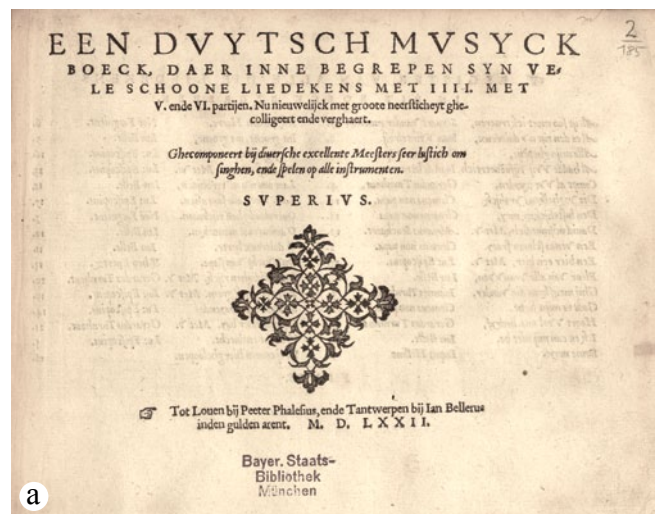 EEN DVYTSCH MVSYCK
BOECK, DAER INNE BEGREPEN SYN VE-
LE SCHOONE LIEDEKENS MET IIII. MET
V. ende VI. partijen. Nu nieuwelijck met groote neersticheyt ghe-
colligeert ende verghaert.
Ghecomponeert bij diuersche excellente Meesters seer lustich om
singhen, ende spelen op alle instrumenten.
SVPERIVS.
☞ Tot Louen bij Peeter Phalesius, ende Tantwerpen bij Ian Bellerus
inden gulden arent. M. D. LXXII.
2
185
Bayer. Staats-
Bibliothek
München
a